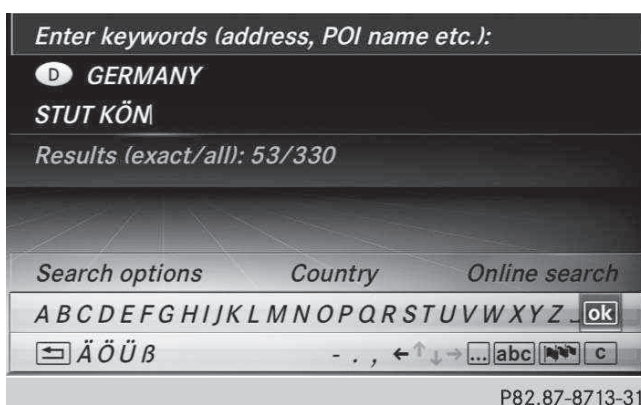 Enter keywords (address, POI name etc.):
D GERMANY
STUT KÖN
Results (exact/all): 53/330
Search options Country Online search
A B C D E F G H I J K L M N O P Q R S T U V W X Y Z _ ok
Ä Ö Ü ß - . , ← ↑ ↓ → ... abc c
P82.87-8713-31